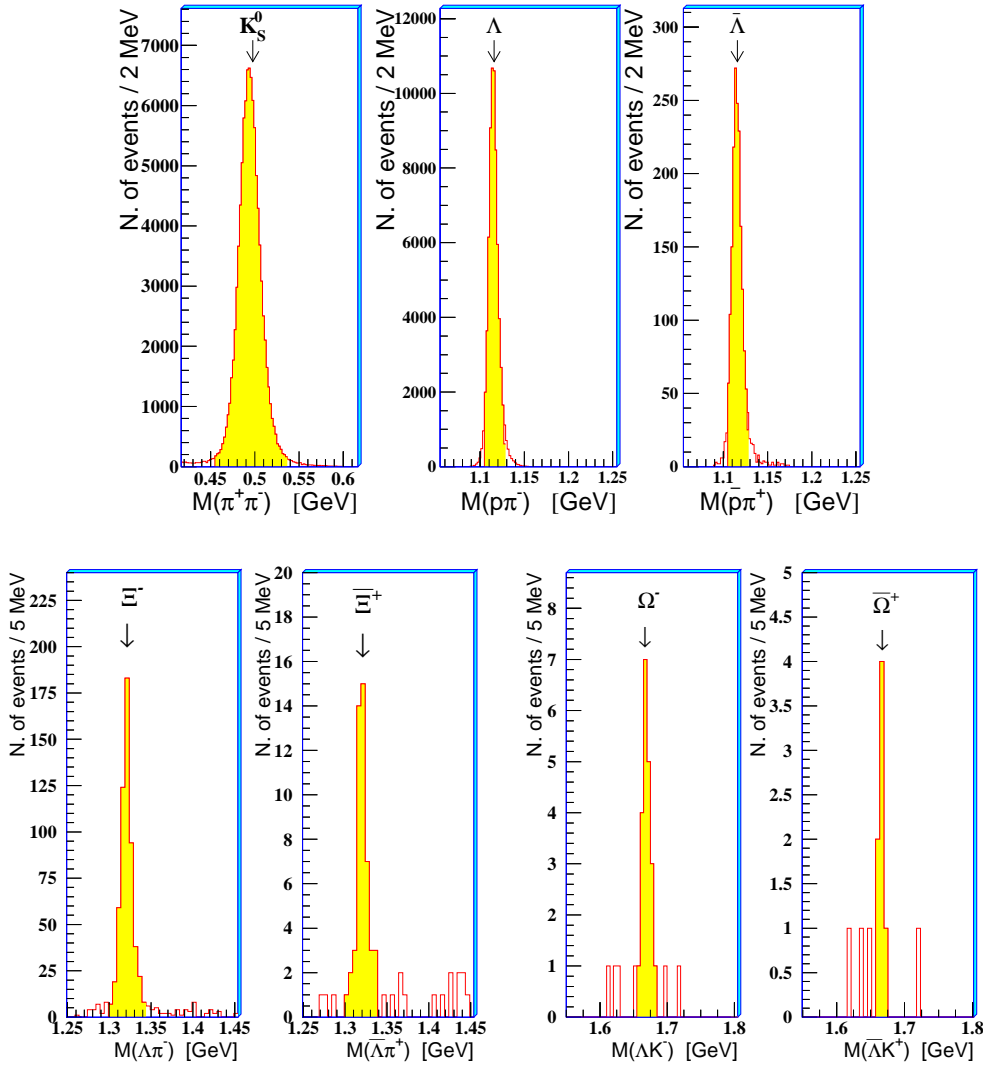 K⁰_S
Λ
Λ̅
N. of events / 2 MeV
N. of events / 2 MeV
N. of events / 2 MeV
7000
6000
5000
4000
3000
2000
1000
0
12000
10000
8000
6000
4000
2000
0
300
250
200
150
100
50
0
0.45 0.5 0.55 0.6
1.1 1.15 1.2 1.25
1.1 1.15 1.2 1.25
M(π⁺π⁻) [GeV]
M(pπ⁻) [GeV]
M(p̅π⁺) [GeV]
Ξ⁻
Ξ̅⁺
Ω⁻
Ω̅⁺
N. of events / 5 MeV
N. of events / 5 MeV
N. of events / 5 MeV
N. of events / 5 MeV
225
200
175
150
125
100
75
50
25
0
20
18
16
14
12
10
8
6
4
2
0
8
7
6
5
4
3
2
1
0
5
4.5
4
3.5
3
2.5
2
1.5
1
0.5
0
1.25 1.3 1.35 1.4 1.45
1.25 1.3 1.35 1.4 1.45
1.6 1.7 1.8
1.6 1.7 1.8
M(Λπ⁻) [GeV]
M(Λ̅π⁺) [GeV]
M(ΛK⁻) [GeV]
M(Λ̅K⁺) [GeV]